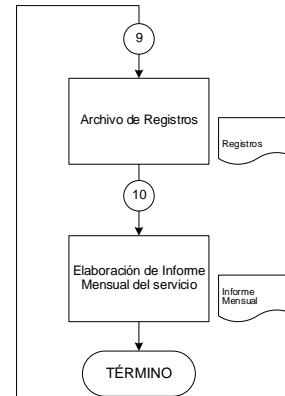 9
Archivo de Registros
Registros
10
Elaboración de Informe
Mensual del servicio
Informe
Mensual
TÉRMINO